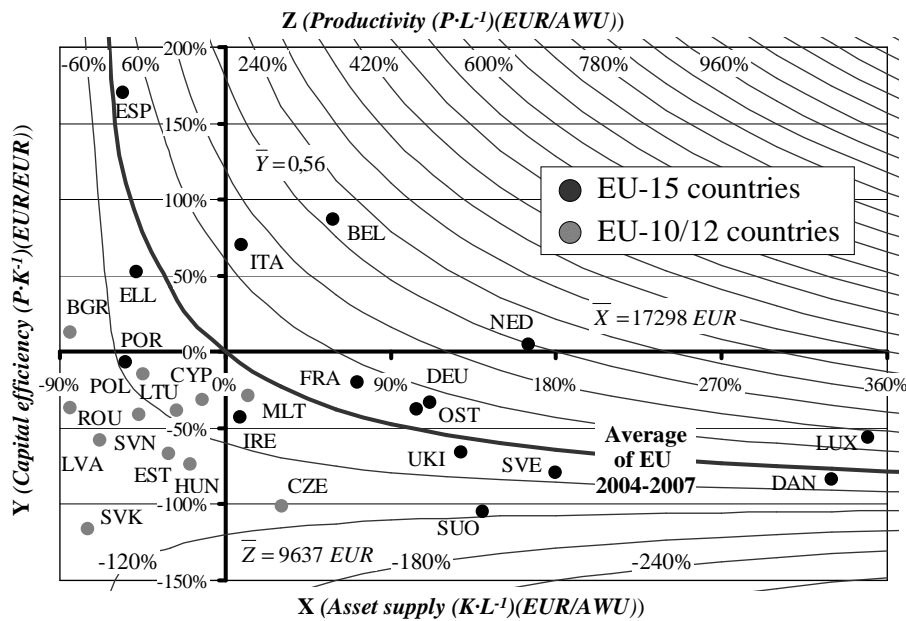 Z (Productivity (P·L⁻¹)(EUR/AWU))
200%
-60%
60%
240%
420%
600%
780%
960%
ESP
150%
Y̅ = 0,56
EU-15 countries
EU-10/12 countries
100%
BEL
ITA
50%
ELL
BGR
NED
X̅ = 17298 EUR
POR
0%
-90%
0%
90%
180%
270%
360%
POL
LTU
CYP
FRA
DEU
ROU
MLT
OST
-50%
SVN
IRE
LVA
EST
HUN
UKI
SVE
Average
of EU
2004-2007
LUX
DAN
CZE
-100%
SVK
SUO
-120%
Z̅ = 9637 EUR
-180%
-240%
-150%
Y (Capital efficiency (P·K⁻¹)(EUR/EUR))
X (Asset supply (K·L⁻¹)(EUR/AWU))